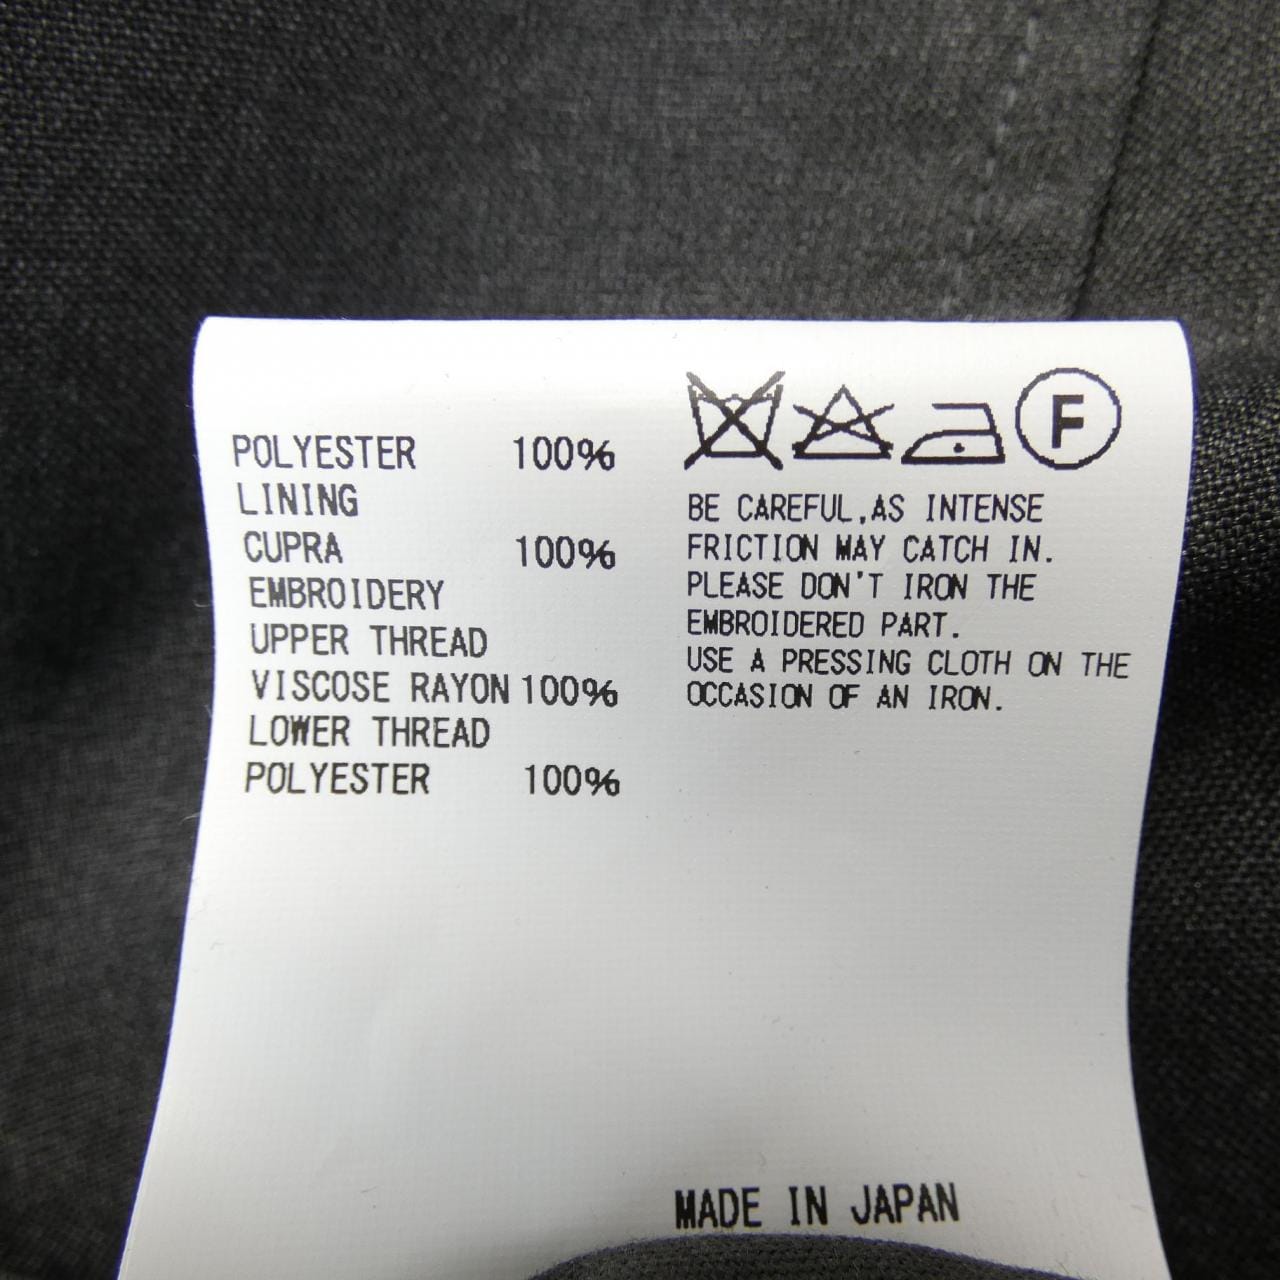 POLYESTER 100%
LINING
CUPRA 100%
EMBROIDERY
UPPER THREAD
VISCOSE RAYON 100%
LOWER THREAD
POLYESTER 100%
F
BE CAREFUL,AS INTENSE
FRICTION MAY CATCH IN.
PLEASE DON'T IRON THE
EMBROIDERED PART.
USE A PRESSING CLOTH ON THE
OCCASION OF AN IRON.
MADE IN JAPAN